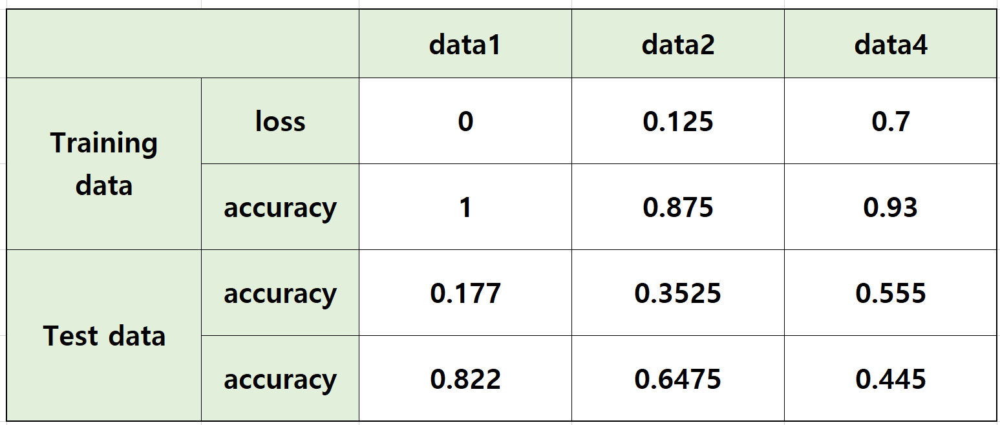 data1 data2 data4
Training data
loss 0 0.125 0.7
accuracy 1 0.875 0.93
Test data
accuracy 0.177 0.3525 0.555
accuracy 0.822 0.6475 0.445